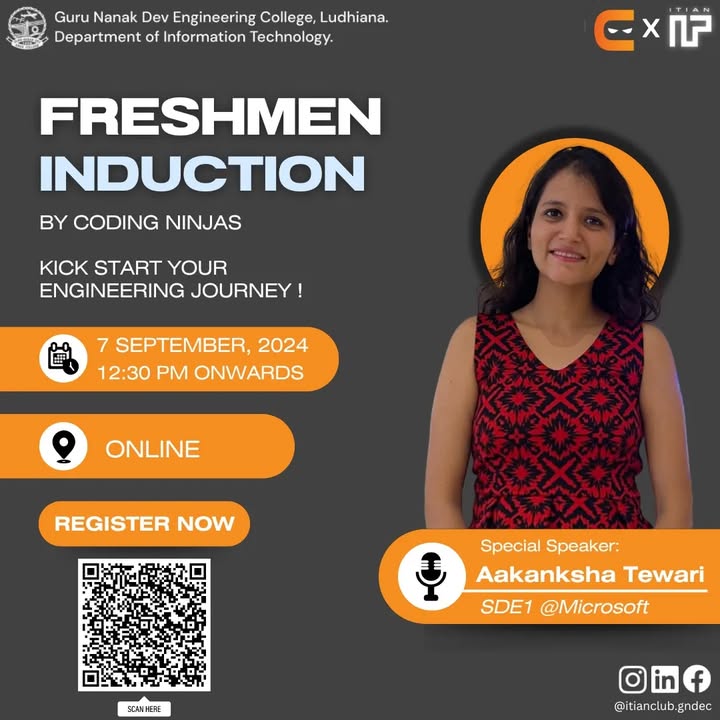 Guru Nanak Dev Engineering College, Ludhiana.
Department of Information Technology.
X
ITIAN
FRESHMEN
INDUCTION
BY CODING NINJAS
KICK START YOUR
ENGINEERING JOURNEY !
7 SEPTEMBER, 2024
12:30 PM ONWARDS
ONLINE
REGISTER NOW
SCAN HERE
Special Speaker:
Aakanksha Tewari
SDE1 @Microsoft
in
@itianclub.gndec